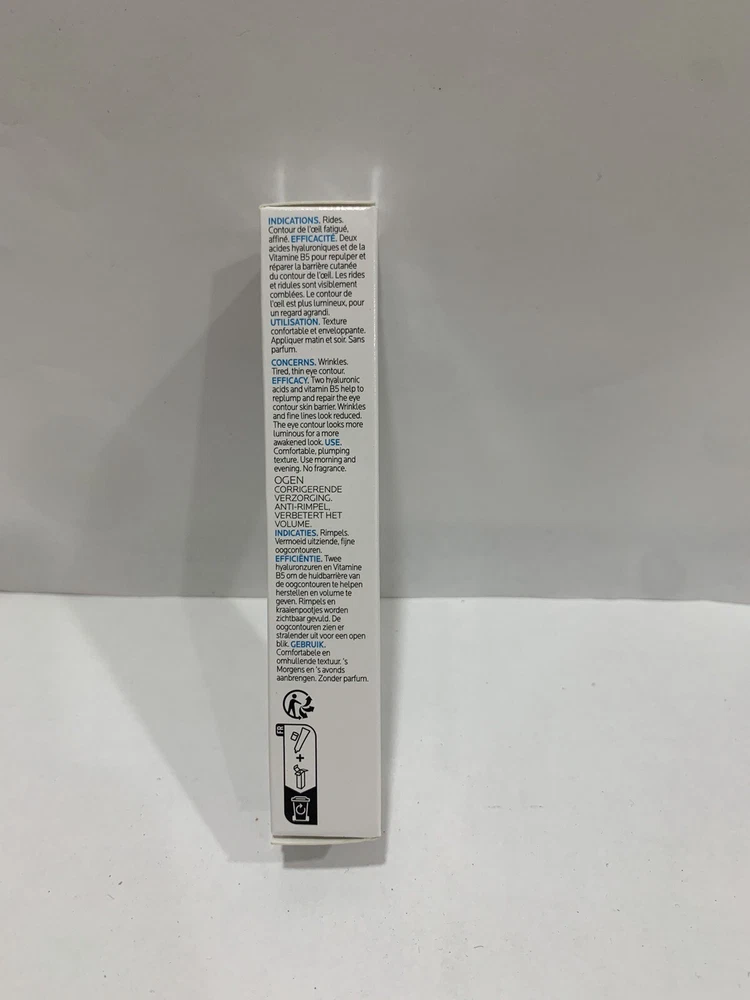 INDICATIONS. Rides.
Contour de l'œil fatigué,
affiné. EFFICACITÉ. Deux
acides hyaluroniques et de la
Vitamine B5 pour repulper et
réparer la barrière cutanée
du contour de l'œil. Les rides
et ridules sont visiblement
comblées. Le contour de
l'œil est plus lumineux, pour
un regard agrandi.
UTILISATION. Texture
confortable et enveloppante.
Appliquer matin et soir. Sans
parfum.
CONCERNS. Wrinkles.
Tired, thin eye contour.
EFFICACY. Two hyaluronic
acids and vitamin B5 help to
replump and repair the eye
contour skin barrier. Wrinkles
and fine lines look reduced.
The eye contour looks more
luminous for a more
awakened look. USE.
Comfortable, plumping
texture. Use morning and
evening. No fragrance.
OGEN
CORRIGERENDE
VERZORGING.
ANTI-RIMPEL,
VERBETERT HET
VOLUME.
INDICATIES. Rimpels.
Vermoeid uitziende, fijne
oogcontouren.
EFFICIËNTIE. Twee
hyaluronzuren en Vitamine
B5 om de huidbarrière van
de oogcontouren te helpen
herstellen en volume te
geven. Rimpels en
kraaienpootjes worden
zichtbaar gevuld. De
oogcontouren zien er
stralender uit voor een open
blik. GEBRUIK.
Comfortabele en
omhullende textuur. 's
Morgens en 's avonds
aanbrengen. Zonder parfum.
FR
+